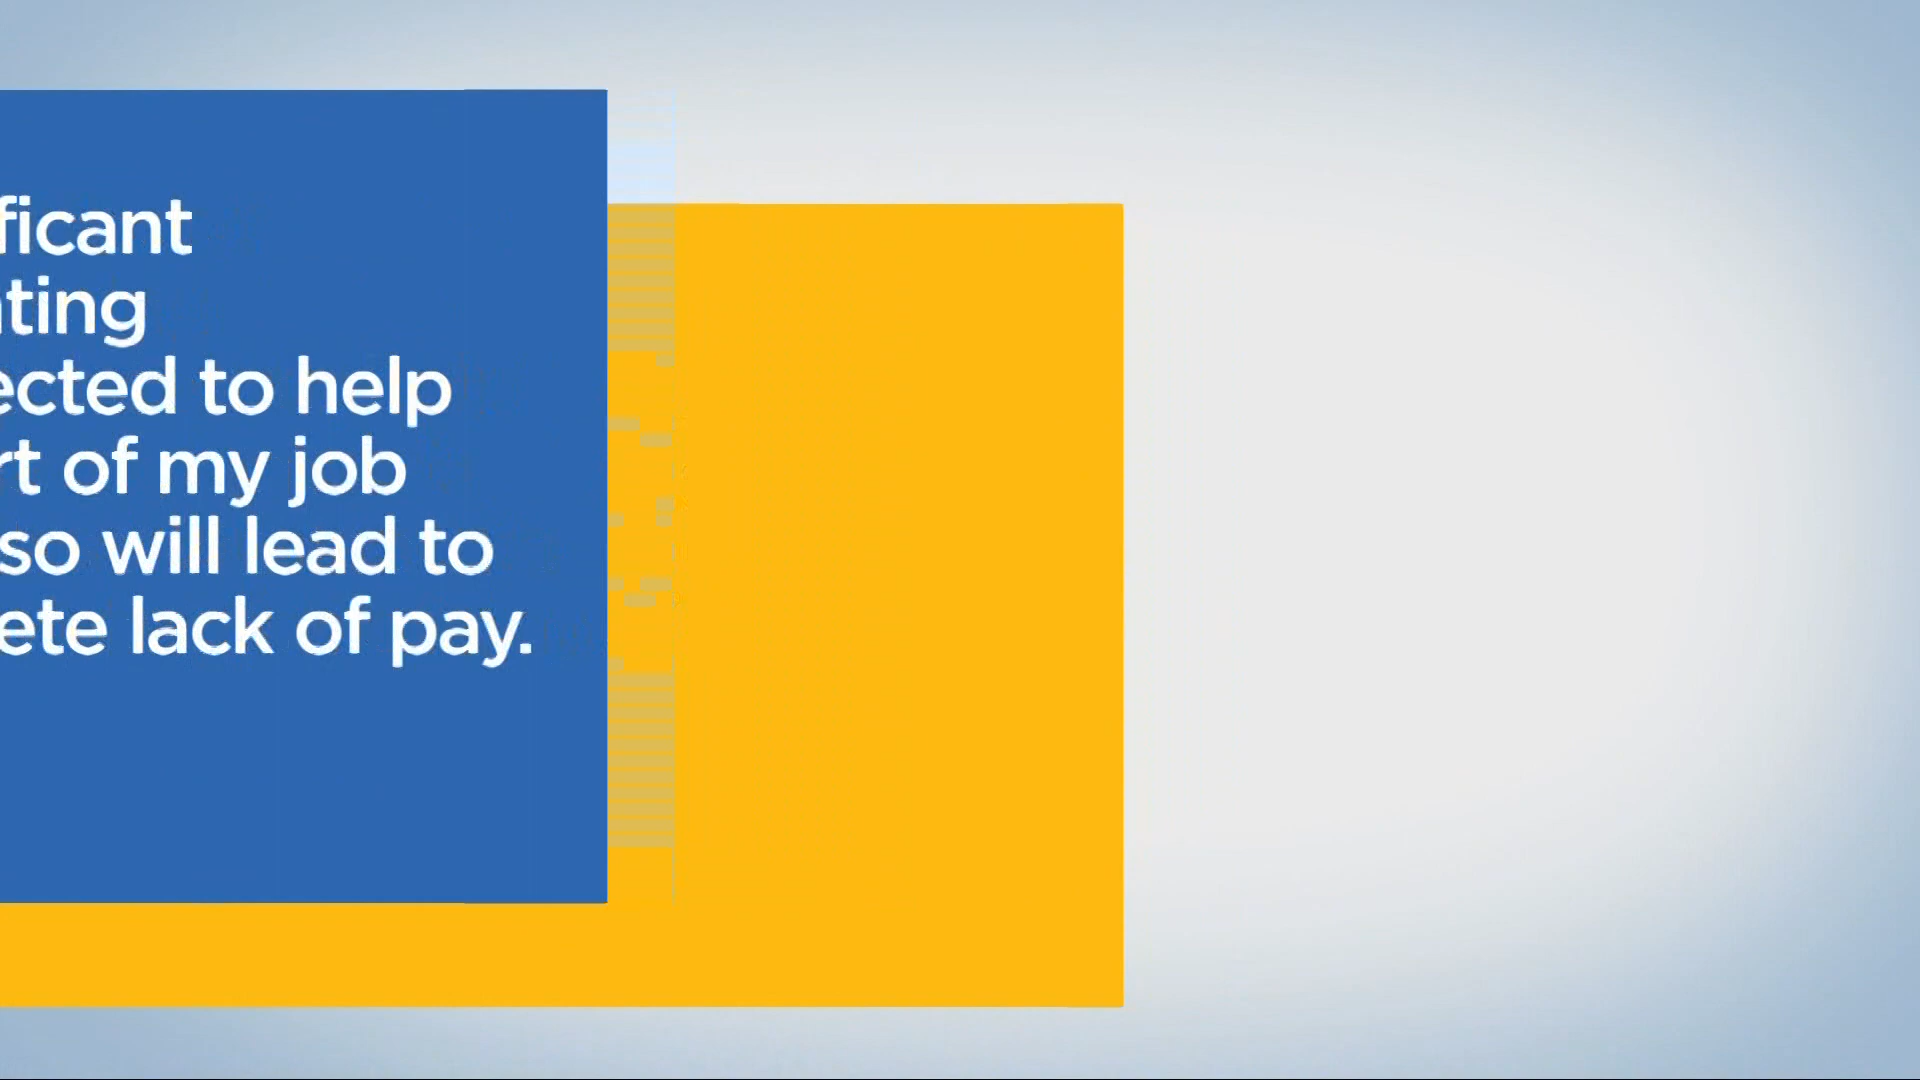 ficant
ting
ected to help
rt of my job
so will lead to
ete lack of pay.